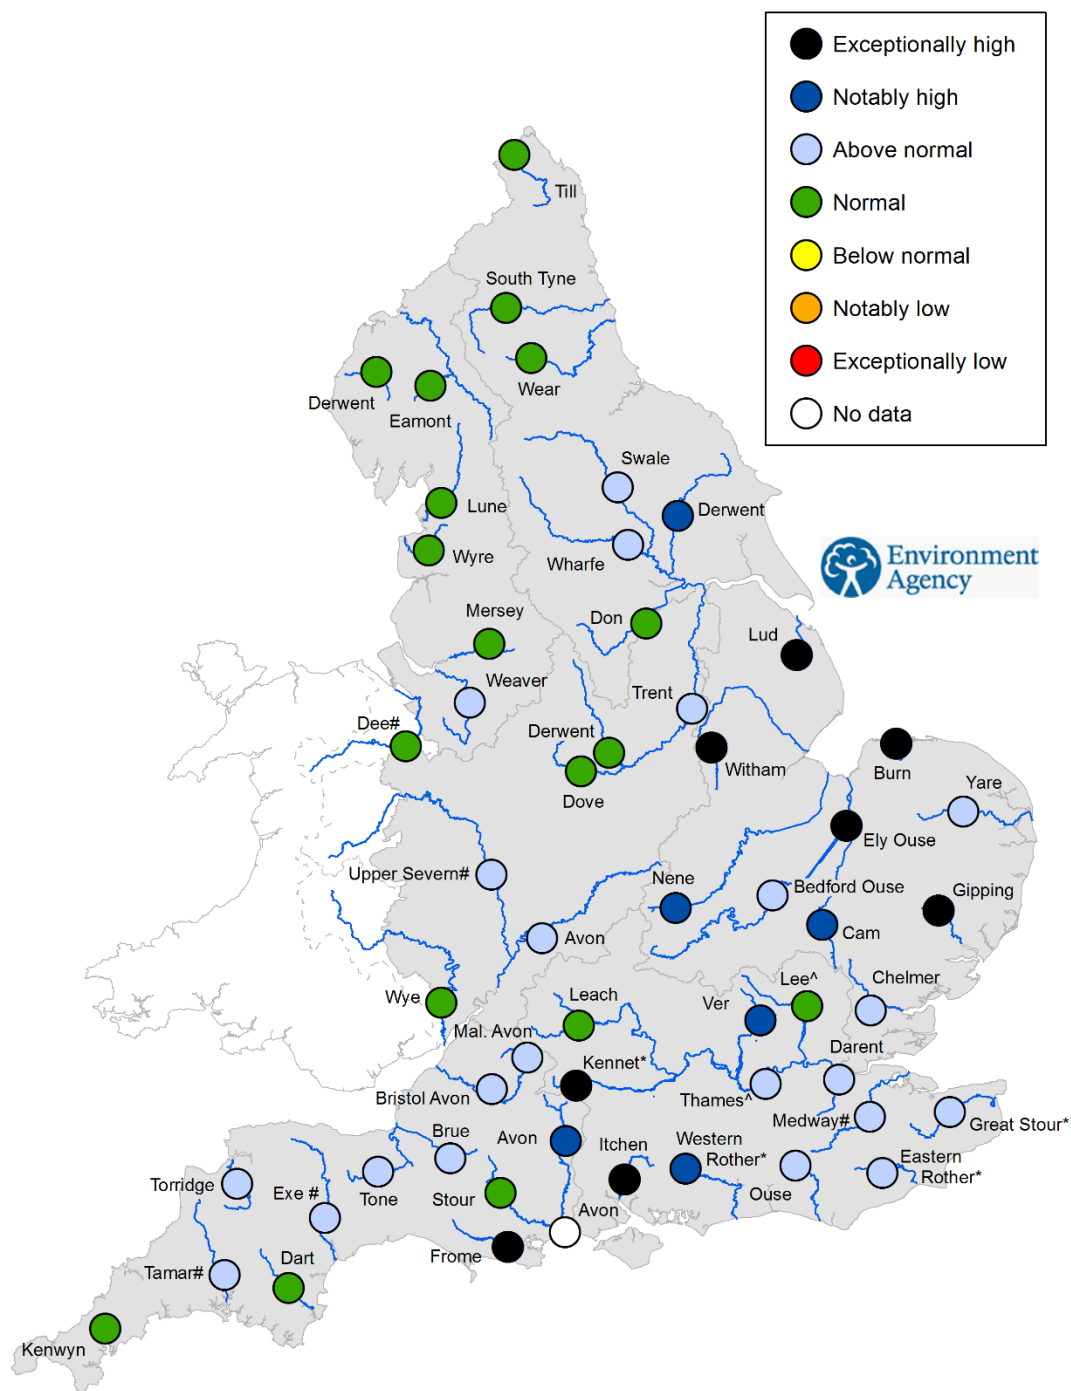 Exceptionally high
Notably high
Above normal
Normal
Below normal
Notably low
Exceptionally low
No data
Environment
Agency
Till
South Tyne
Wear
Derwent
Eamont
Swale
Lune
Derwent
Wyre
Wharfe
Mersey
Don
Lud
Weaver
Trent
Dee#
Derwent
Witham
Burn
Dove
Yare
Ely Ouse
Upper Severn#
Nene
Bedford Ouse
Gipping
Avon
Cam
Chelmer
Wye
Leach
Ver
Lee^
Mal. Avon
Darent
Kennet*
Bristol Avon
Thames^
Medway#
Great Stour*
Brue
Avon
Itchen
Western
Rother*
Eastern
Rother*
Torridge
Exe #
Tone
Stour
Ouse
Avon
Frome
Tamar#
Dart
Kenwyn